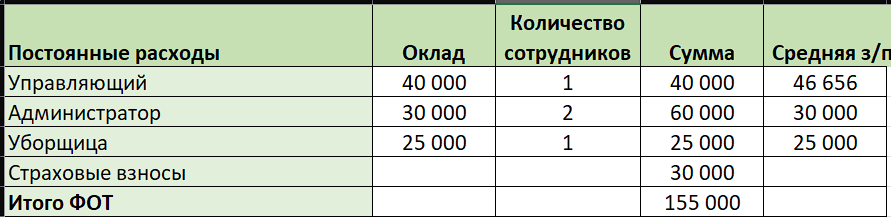 Постоянные расходы Оклад Количество сотрудников Сумма Средняя з/п
Управляющий 40 000 1 40 000 46 656
Администратор 30 000 2 60 000 30 000
Уборщица 25 000 1 25 000 25 000
Страховые взносы 30 000
Итого ФОТ 155 000